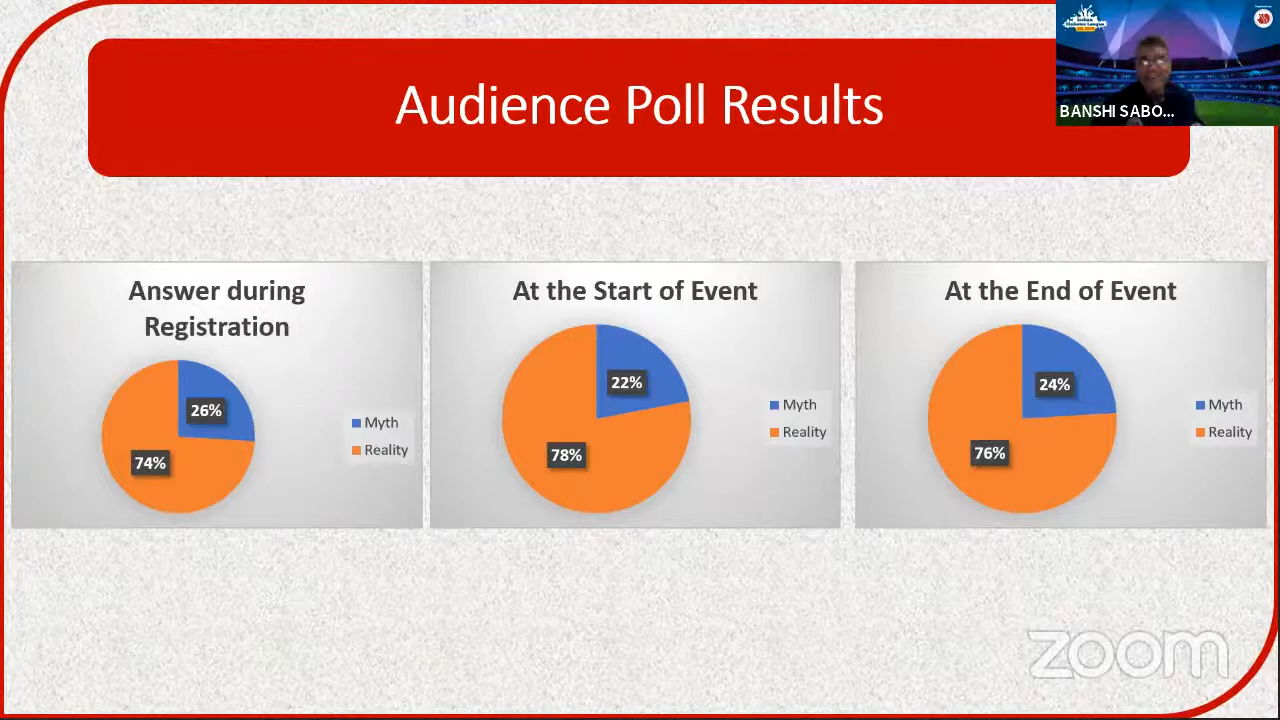 Audience Poll Results
BANSHI SABO...
Answer during
Registration
26%
74%
Myth
Reality
At the Start of Event
22%
78%
Myth
Reality
At the End of Event
24%
76%
Myth
Reality
zoom